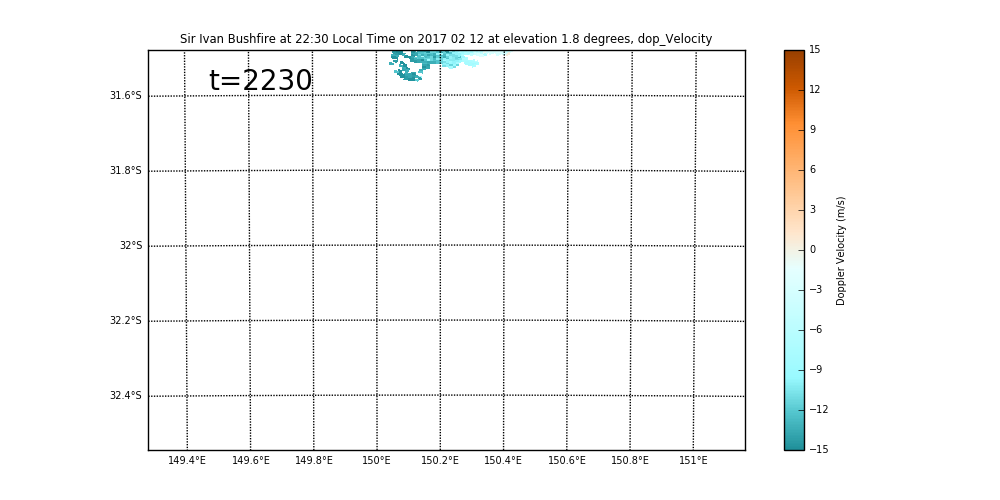 Sir Ivan Bushfire at 22:30 Local Time on 2017 02 12 at elevation 1.8 degrees, dop_Velocity
t=2230
31.6°S
31.8°S
32°S
32.2°S
32.4°S
149.4°E 149.6°E 149.8°E 150°E 150.2°E 150.4°E 150.6°E 150.8°E 151°E
15
12
9
6
3
0
−3
−6
−9
−12
−15
Doppler Velocity (m/s)